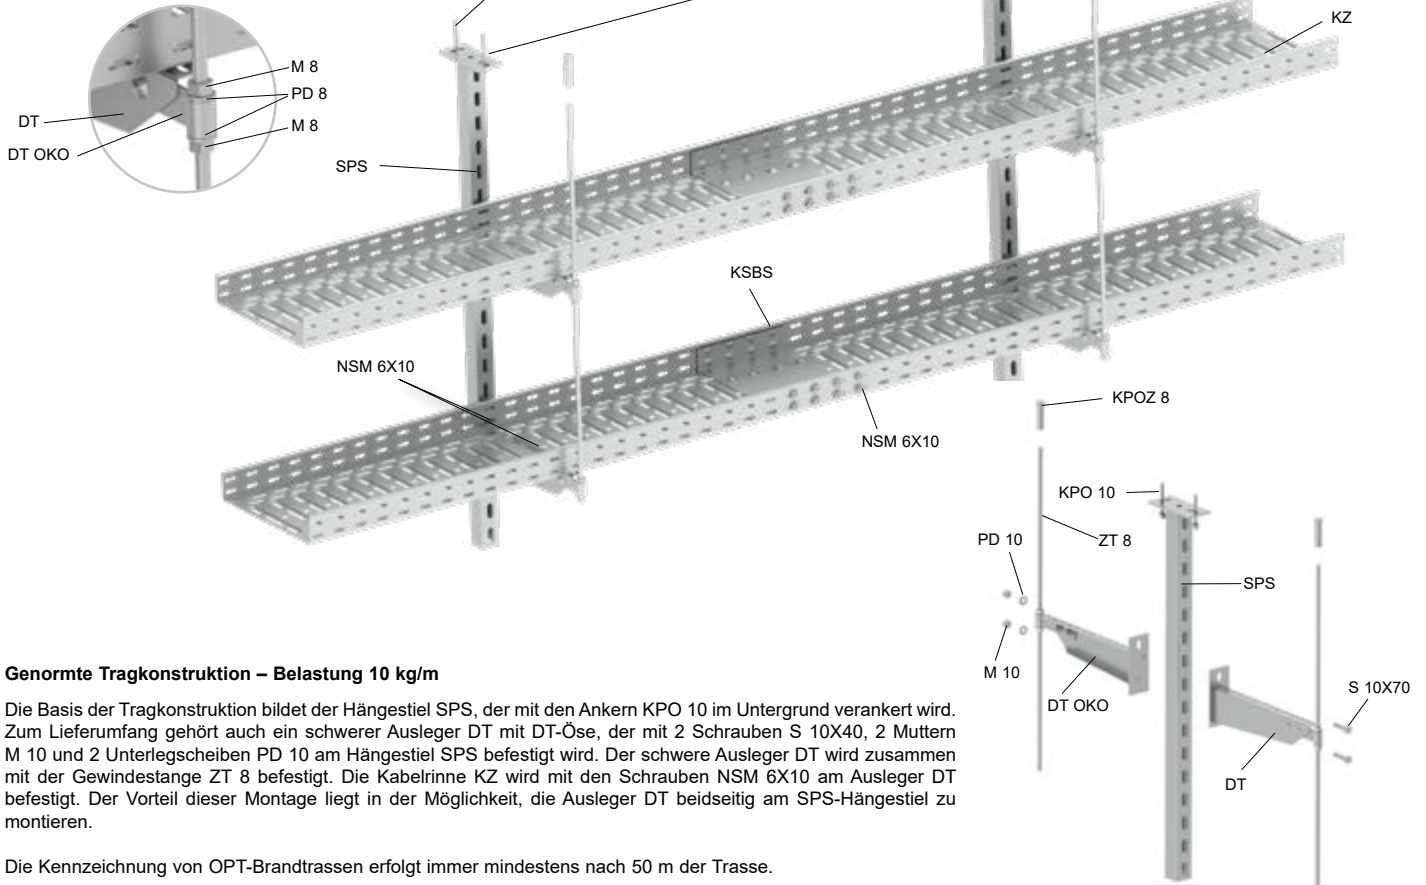 KZ
M 8
PD 8
M 8
DT
DT OKO
SPS
KSBS
NSM 6X10
NSM 6X10
KPOZ 8
KPO 10
PD 10
ZT 8
SPS
M 10
DT OKO
S 10X70
DT
Genormte Tragkonstruktion – Belastung 10 kg/m
Die Basis der Tragkonstruktion bildet der Hängestiel SPS, der mit den Ankern KPO 10 im Untergrund verankert wird.
Zum Lieferumfang gehört auch ein schwerer Ausleger DT mit DT-Öse, der mit 2 Schrauben S 10X40, 2 Muttern
M 10 und 2 Unterlegscheiben PD 10 am Hängestiel SPS befestigt wird. Der schwere Ausleger DT wird zusammen
mit der Gewindestange ZT 8 befestigt. Die Kabelrinne KZ wird mit den Schrauben NSM 6X10 am Ausleger DT
befestigt. Der Vorteil dieser Montage liegt in der Möglichkeit, die Ausleger DT beidseitig am SPS-Hängestiel zu
montieren.
Die Kennzeichnung von OPT-Brandtrassen erfolgt immer mindestens nach 50 m der Trasse.